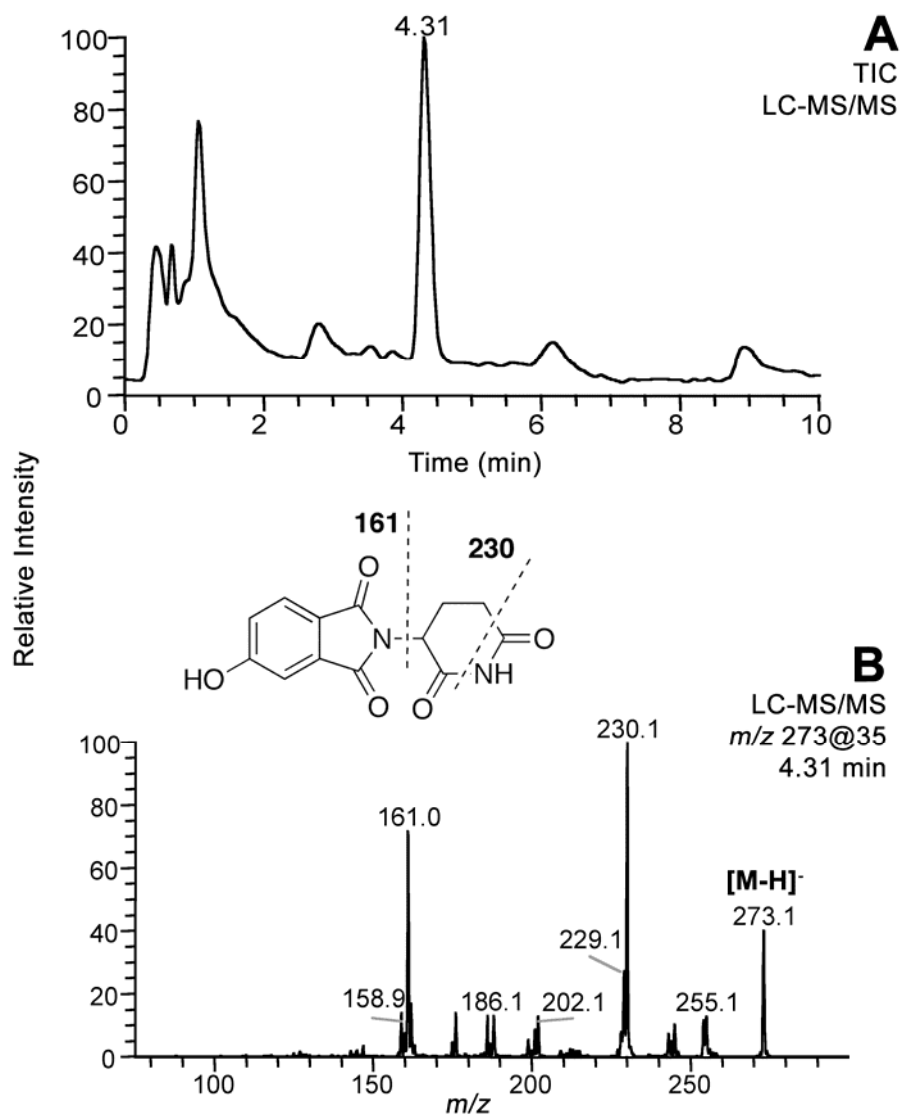 A
TIC
LC-MS/MS
4.31
100
80
60
40
20
0
0 2 4 6 8 10
Time (min)
Relative Intensity
161
230
O
N
O
HO
O
NH
O
B
LC-MS/MS
m/z 273@35
4.31 min
100
80
60
40
20
0
230.1
161.0
[M-H]-
273.1
229.1
158.9
186.1
202.1
255.1
100 150 200 250
m/z